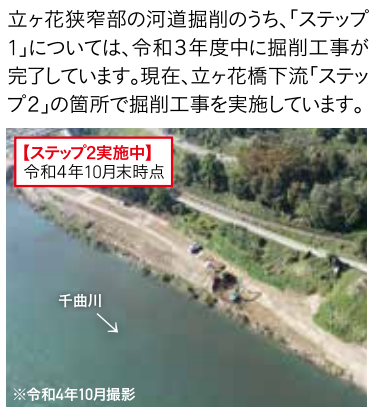 立ヶ花狭窄部の河道掘削のうち、「ステップ
1」については、令和3年度中に掘削工事が
完了しています。現在、立ヶ花橋下流「ステッ
プ2」の箇所で掘削工事を実施しています。
【ステップ2実施中】
令和4年10月末時点
千曲川
※令和4年10月撮影